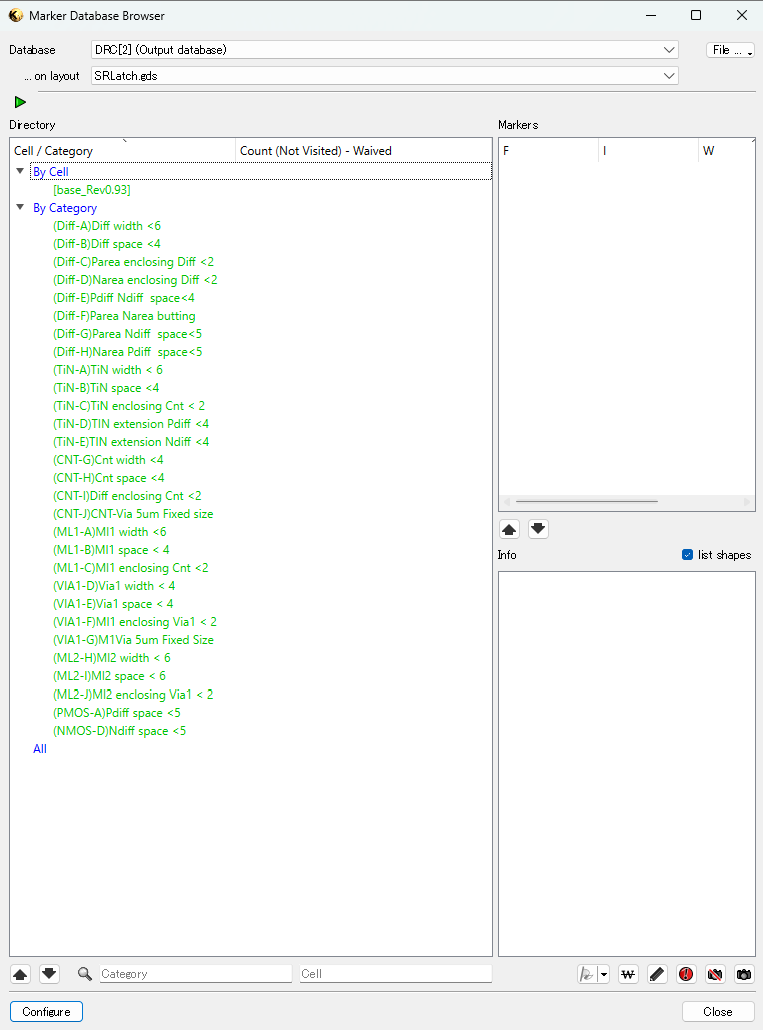 Marker Database Browser
Database DRC[2] (Output database) File ...
... on layout SRLatch.gds
Directory
Cell / Category Count (Not Visited) - Waived
By Cell
[base_Rev0.93]
By Category
(Diff-A)Diff width <6
(Diff-B)Diff space <4
(Diff-C)Parea enclosing Diff <2
(Diff-D)Narea enclosing Diff <2
(Diff-E)Pdiff Ndiff  space<4
(Diff-F)Parea Narea butting
(Diff-G)Parea Ndiff  space<5
(Diff-H)Narea Pdiff  space<5
(TiN-A)TiN width < 6
(TiN-B)TiN space <4
(TiN-C)TiN enclosing Cnt < 2
(TiN-D)TIN extension Pdiff <4
(TiN-E)TIN extension Ndiff <4
(CNT-G)Cnt width <4
(CNT-H)Cnt space <4
(CNT-I)Diff enclosing Cnt <2
(CNT-J)CNT-Via 5um Fixed size
(ML1-A)Ml1 width <6
(ML1-B)Ml1 space < 4
(ML1-C)Ml1 enclosing Cnt <2
(VIA1-D)Via1 width < 4
(VIA1-E)Via1 space < 4
(VIA1-F)Ml1 enclosing Via1 < 2
(VIA1-G)M1Via 5um Fixed Size
(ML2-H)Ml2 width < 6
(ML2-I)Ml2 space < 6
(ML2-J)Ml2 enclosing Via1 < 2
(PMOS-A)Pdiff space <5
(NMOS-D)Ndiff space <5
All
Markers
F I W
Info list shapes
Category Cell
W
Configure Close